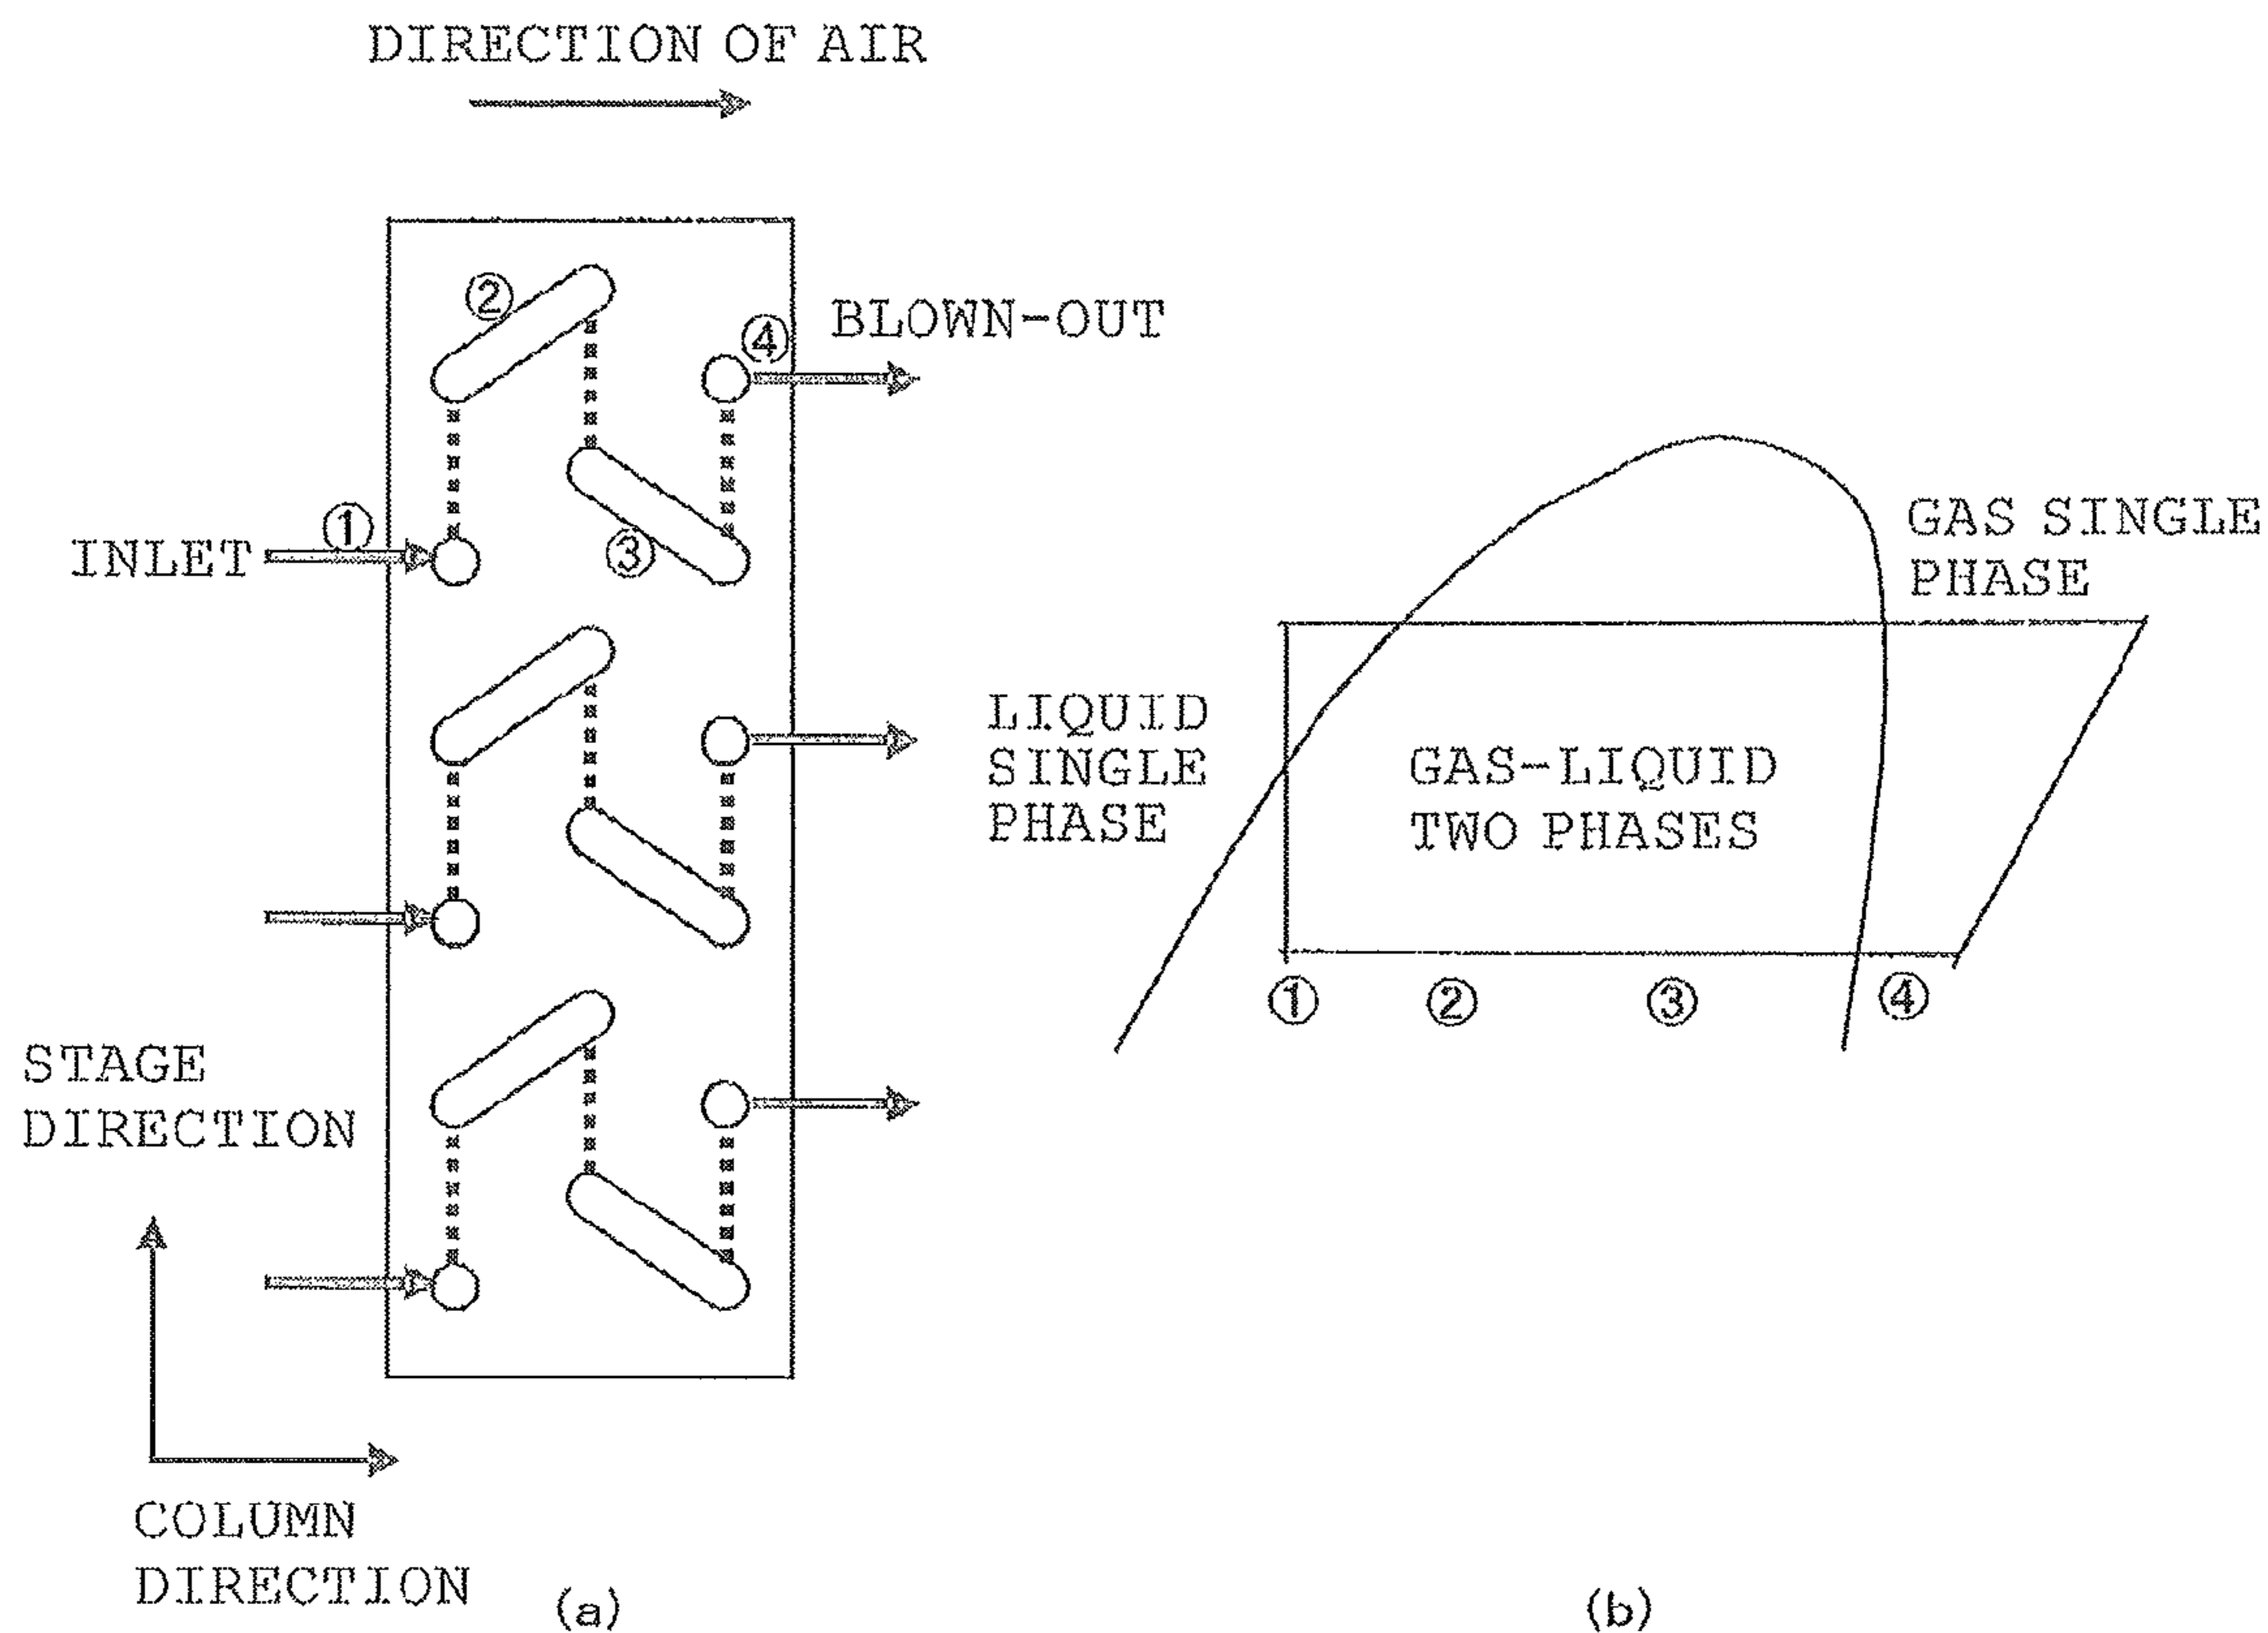 DIRECTION OF AIR
②
④
BLOWN-OUT
①
INLET
③
STAGE
DIRECTION
COLUMN
DIRECTION
(a)
GAS SINGLE
PHASE
LIQUID
SINGLE
PHASE
GAS-LIQUID
TWO PHASES
① ② ③ ④
(b)